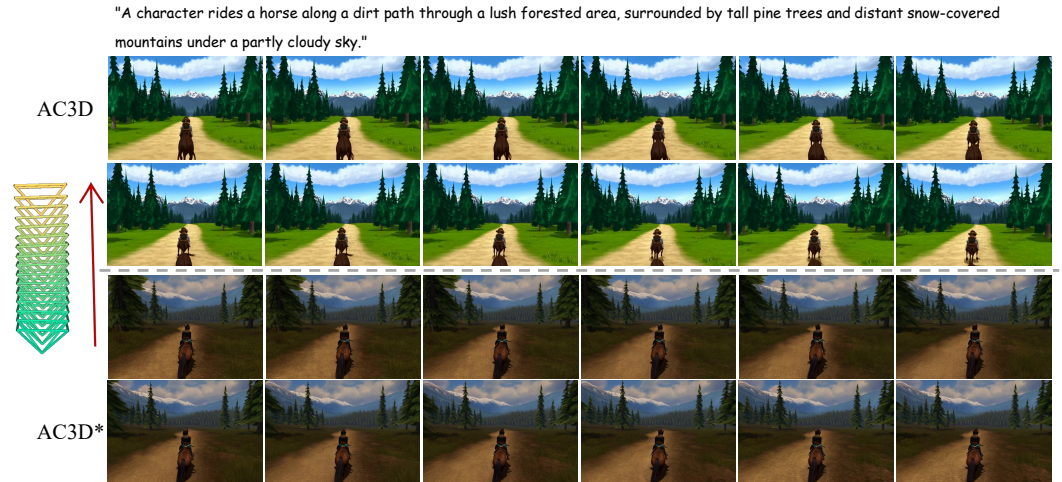 "A character rides a horse along a dirt path through a lush forested area, surrounded by tall pine trees and distant snow-covered
mountains under a partly cloudy sky."
AC3D
AC3D*